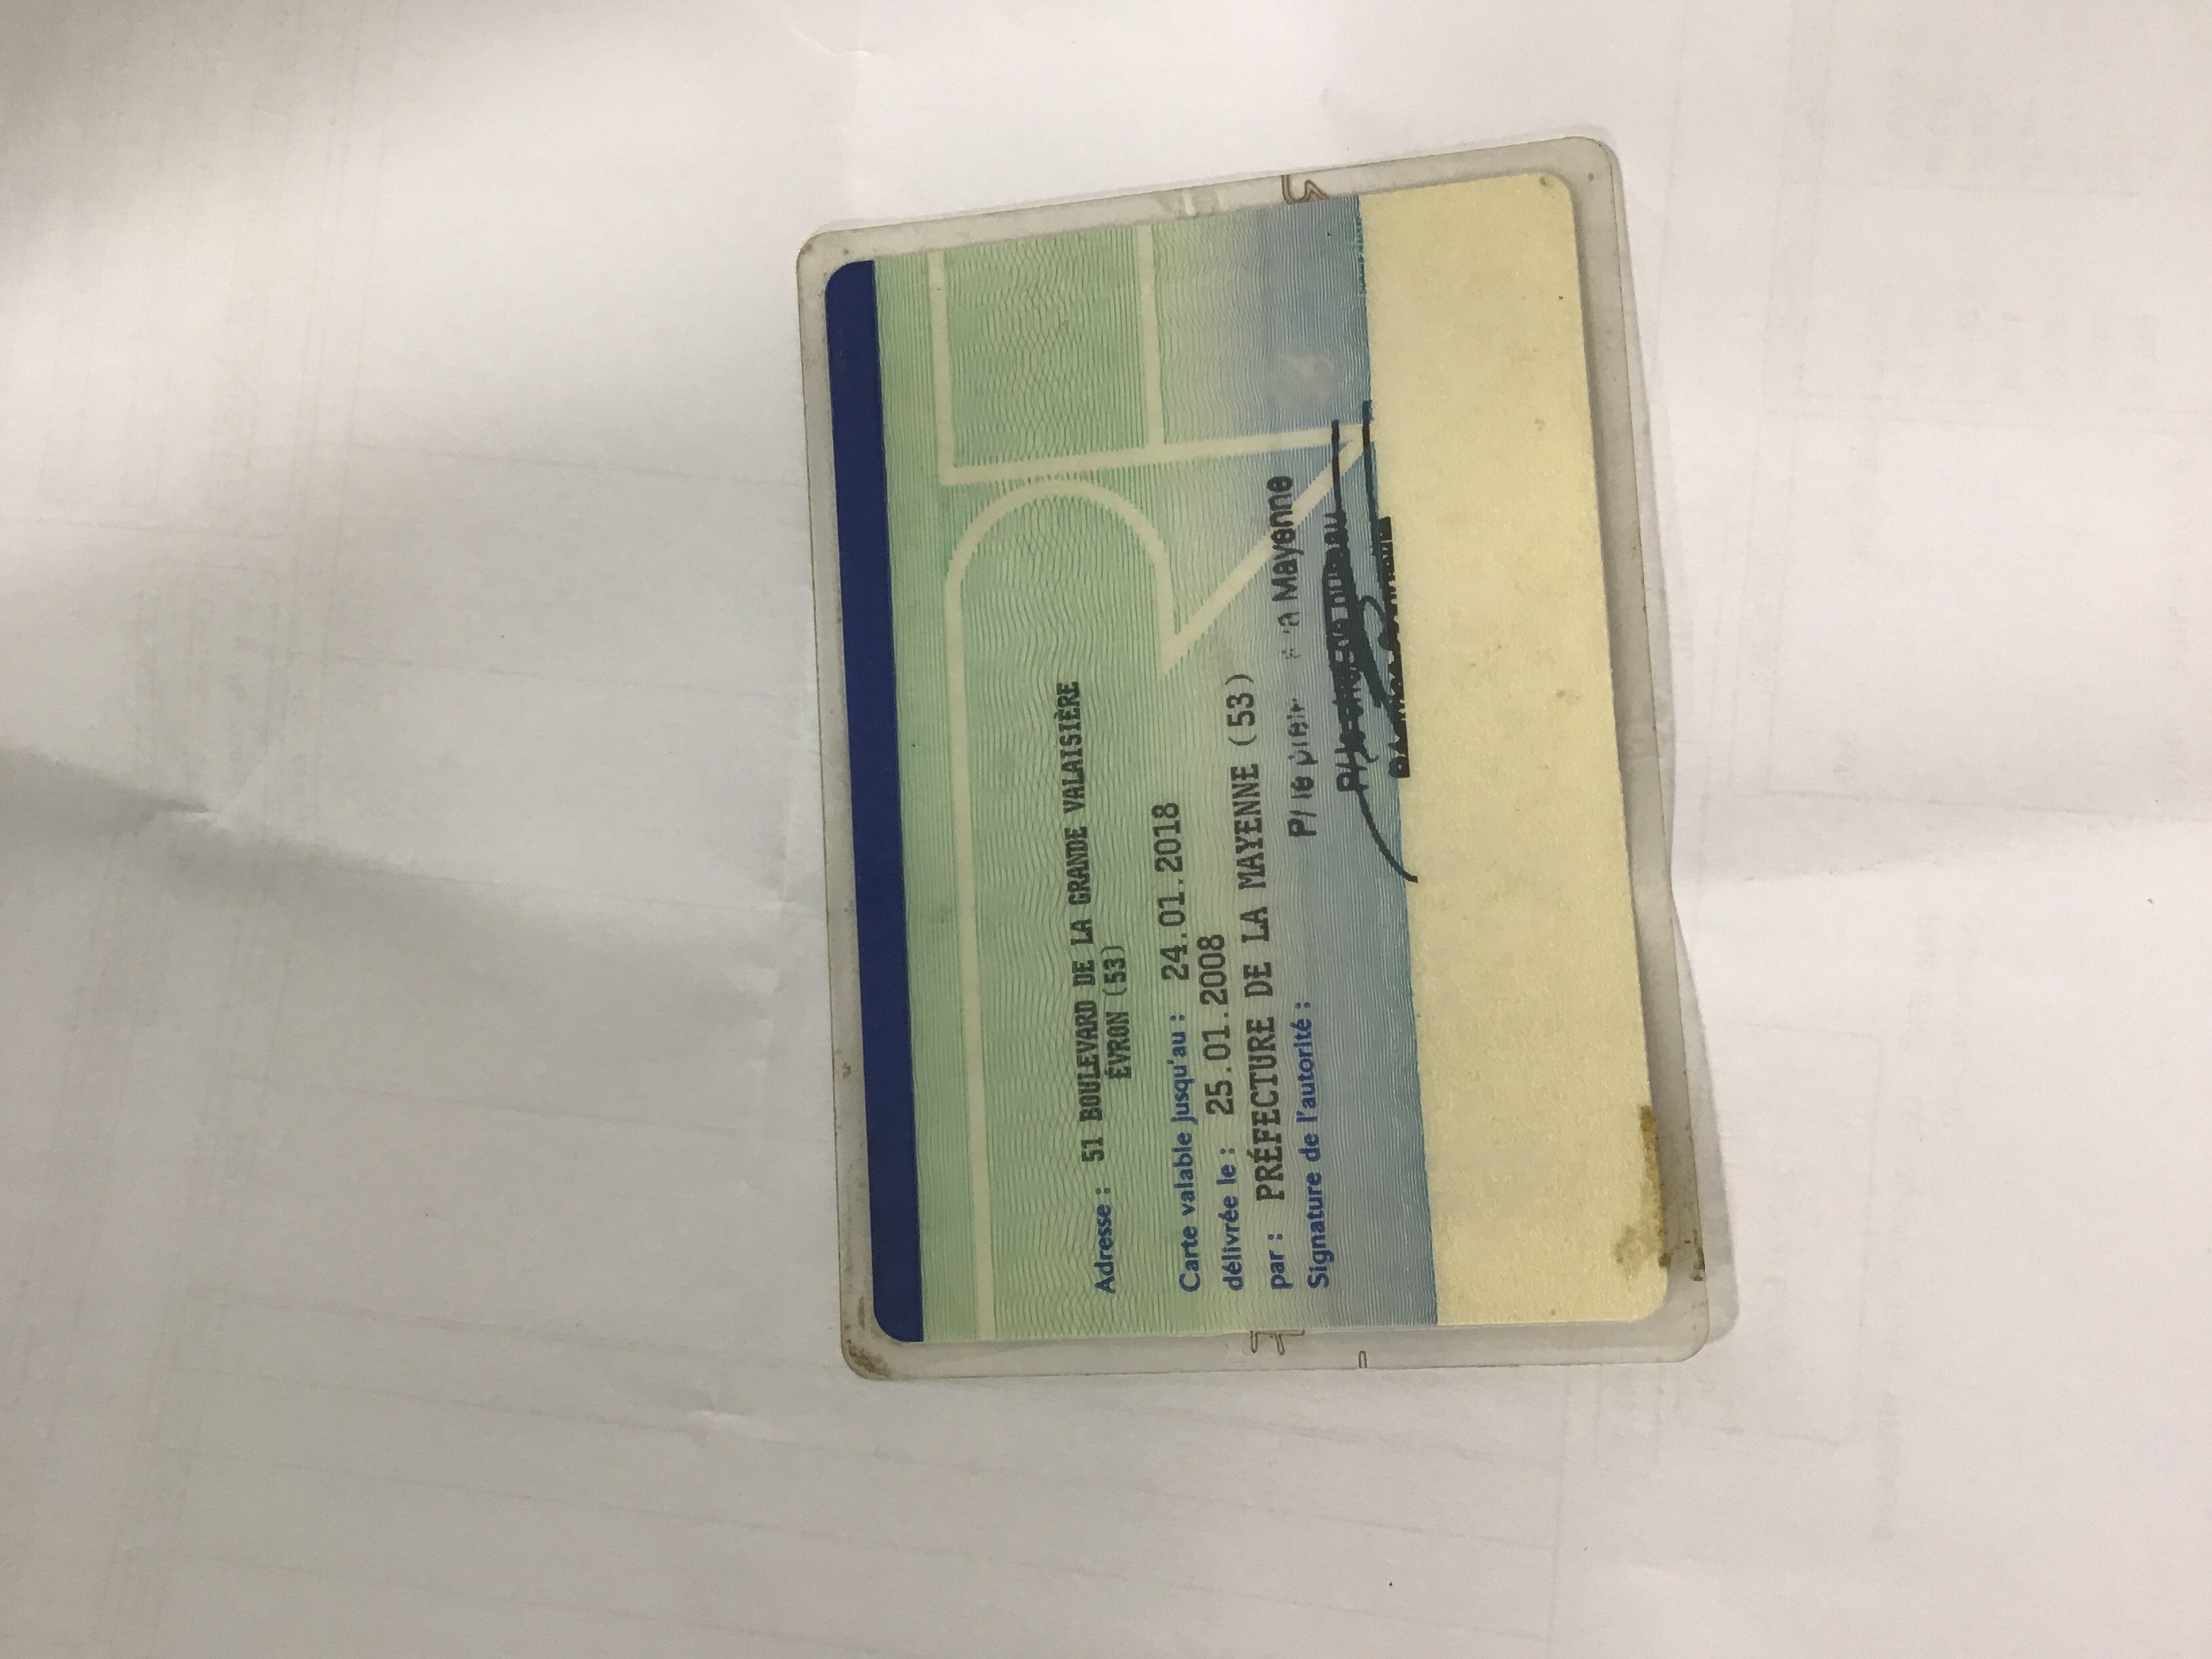 Adresse : 51 BOULEVARD DE LA GRANDE VALAISIÈRE
ÉVRON (53)
Carte valable jusqu'au : 24.01.2018
délivrée le : 25.01.2008
par : PRÉFECTURE DE LA MAYENNE (53)
Signature de l'autorité :
P/ le Mayenne